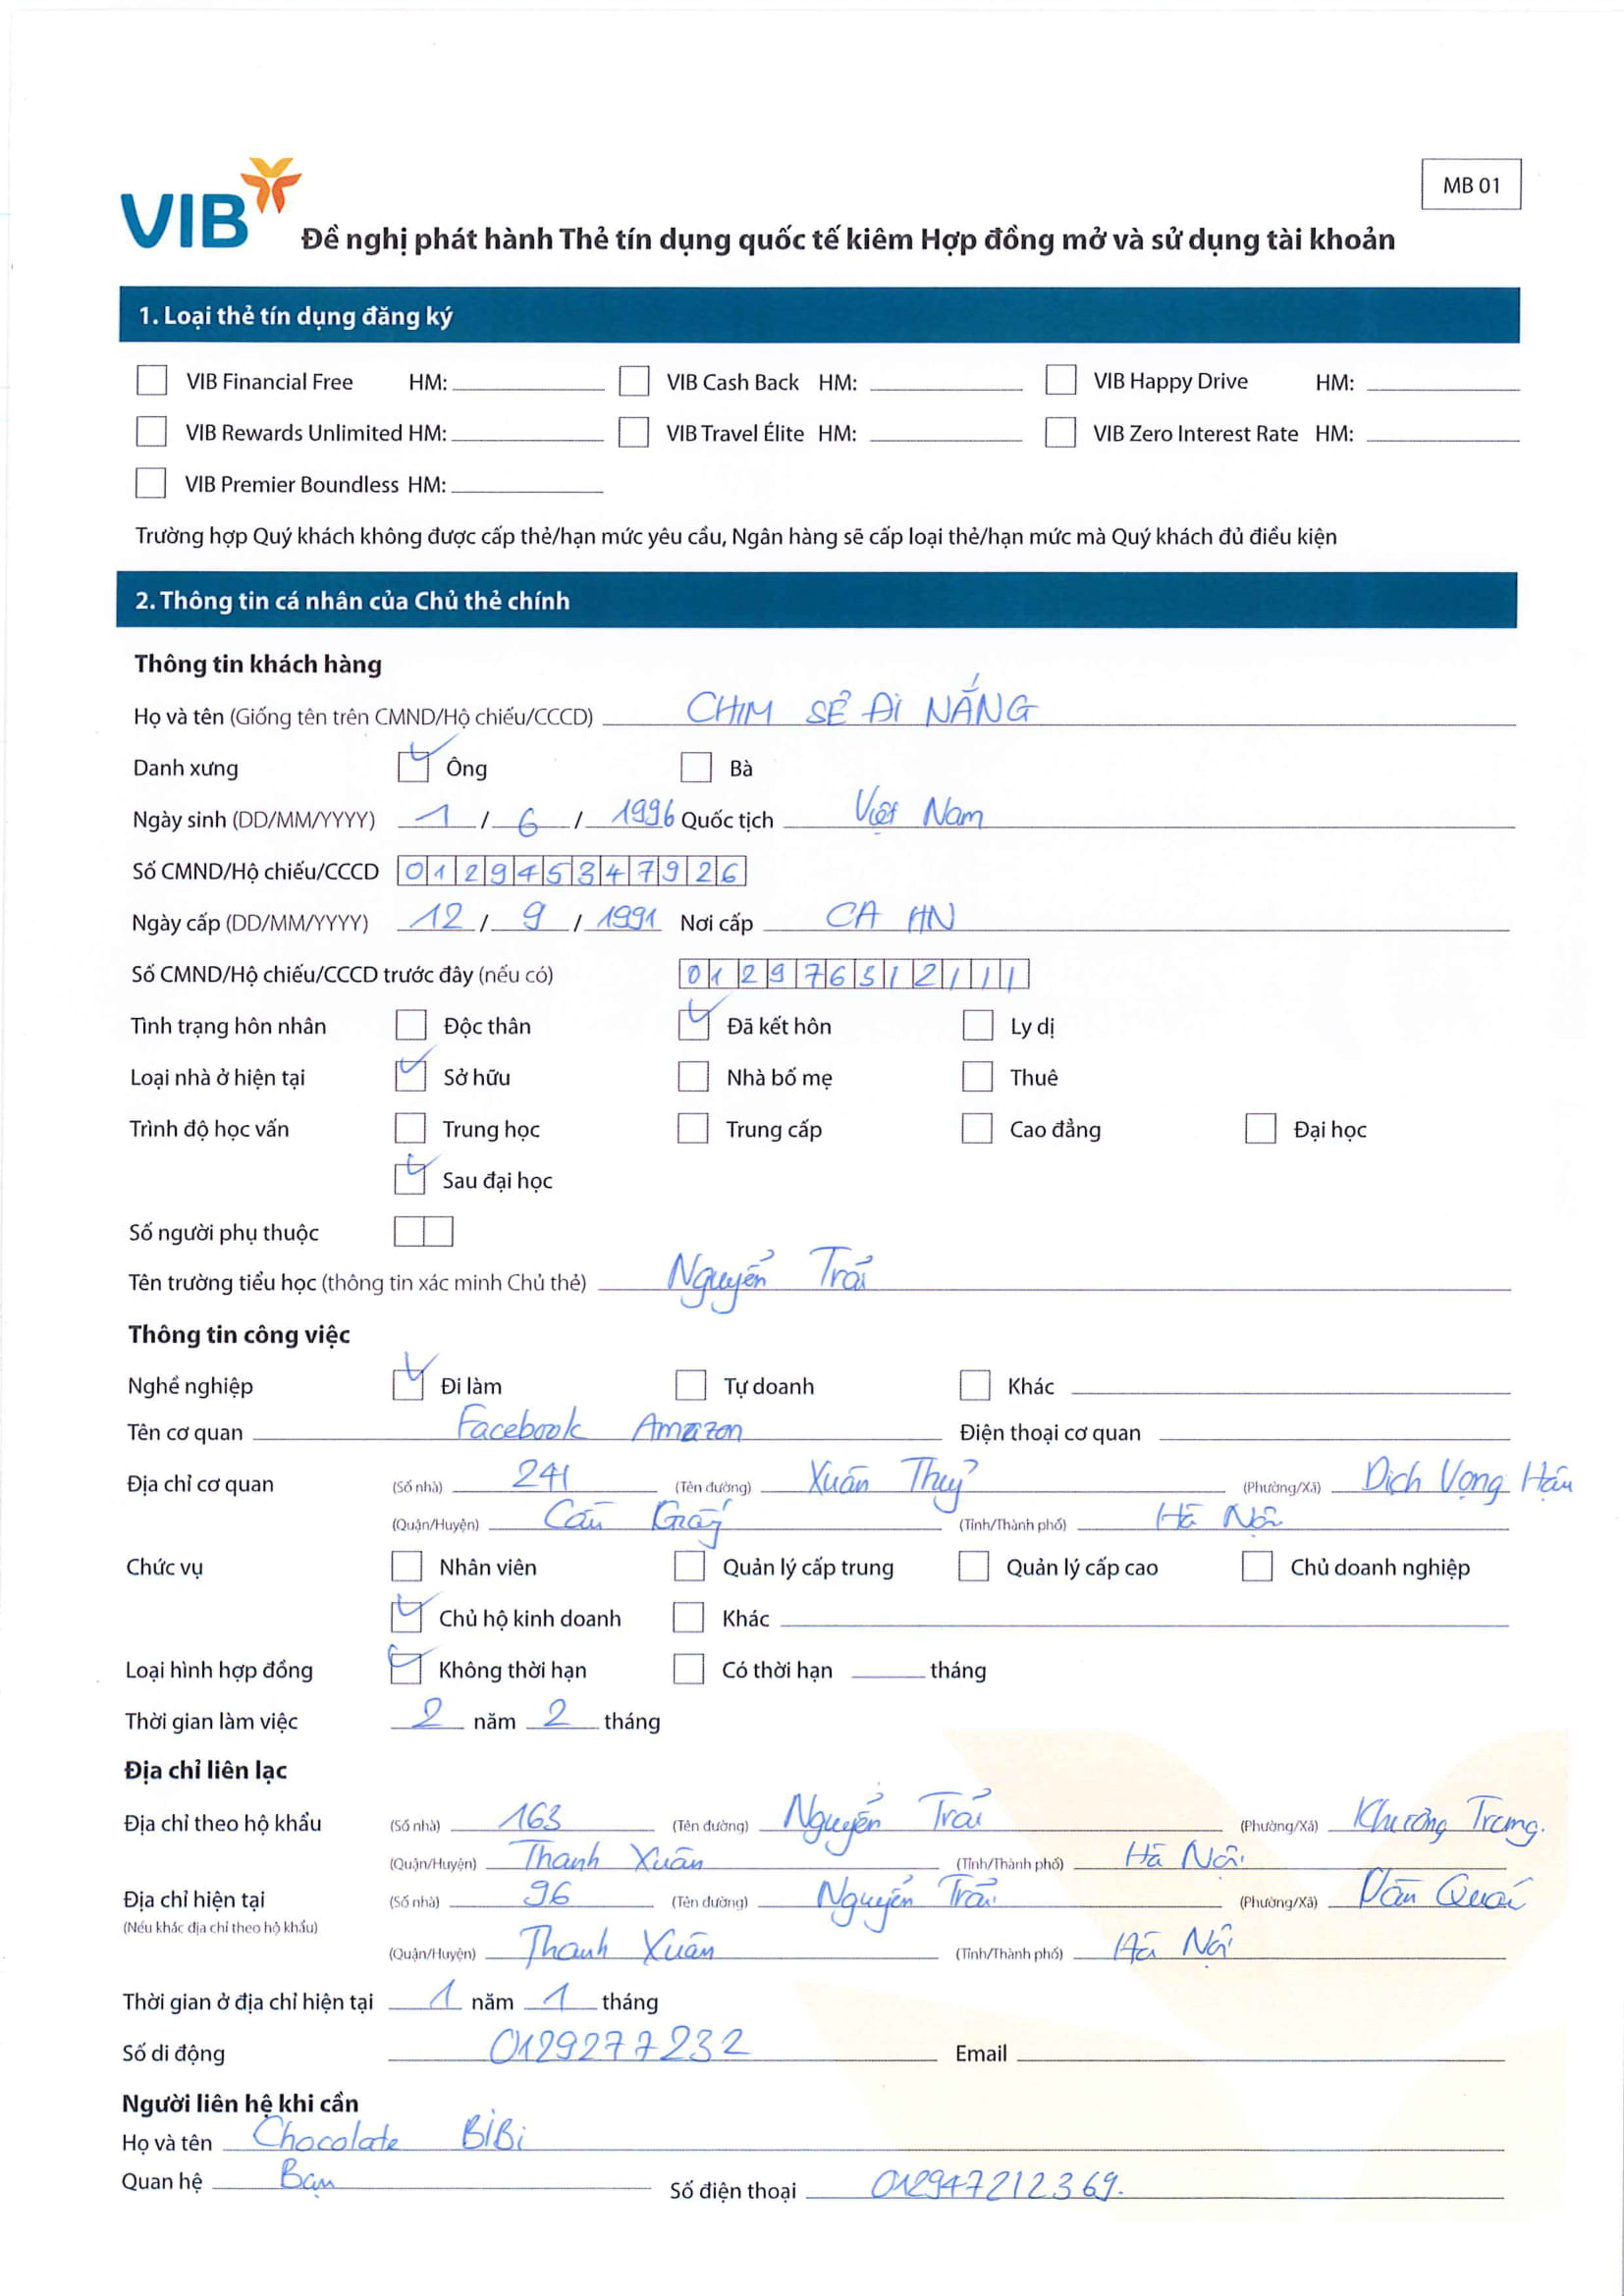 MB 01
VIB
Đề nghị phát hành Thẻ tín dụng quốc tế kiêm Hợp đồng mở và sử dụng tài khoản
1. Loại thẻ tín dụng đăng ký
VIB Financial Free HM: VIB Cash Back HM: VIB Happy Drive HM:
VIB Rewards Unlimited HM: VIB Travel Élite HM: VIB Zero Interest Rate HM:
VIB Premier Boundless HM:
Trường hợp Quý khách không được cấp thẻ/hạn mức yêu cầu, Ngân hàng sẽ cấp loại thẻ/hạn mức mà Quý khách đủ điều kiện
2. Thông tin cá nhân của Chủ thẻ chính
Thông tin khách hàng
Họ và tên (Giống tên trên CMND/Hộ chiếu/CCCD) CHIM SẺ ĐI NẮNG
Danh xưng Ông Bà
Ngày sinh (DD/MM/YYYY) 1 / 6 / 1996 Quốc tịch Việt Nam
Số CMND/Hộ chiếu/CCCD 012945347926
Ngày cấp (DD/MM/YYYY) 12 / 9 / 1991 Nơi cấp CA HN
Số CMND/Hộ chiếu/CCCD trước đây (nếu có) 012976512111
Tình trạng hôn nhân Độc thân Đã kết hôn Ly dị
Loại nhà ở hiện tại Sở hữu Nhà bố mẹ Thuê
Trình độ học vấn Trung học Trung cấp Cao đẳng Đại học
Sau đại học
Số người phụ thuộc
Tên trường tiểu học (thông tin xác minh Chủ thẻ) Nguyển Trải
Thông tin công việc
Nghề nghiệp Đi làm Tự doanh Khác
Tên cơ quan Facebook Amazon Điện thoại cơ quan
Địa chỉ cơ quan (Số nhà) 241 (Tên đường) Xuân Thuỷ (Phường/Xã) Dịch Vọng Hậu
(Quận/Huyện) Cầu Giấy (Tỉnh/Thành phố) Hà Nội
Chức vụ Nhân viên Quản lý cấp trung Quản lý cấp cao Chủ doanh nghiệp
Chủ hộ kinh doanh Khác
Loại hình hợp đồng Không thời hạn Có thời hạn tháng
Thời gian làm việc 2 năm 2 tháng
Địa chỉ liên lạc
Địa chỉ theo hộ khẩu (Số nhà) 163 (Tên đường) Nguyển Trải (Phường/Xã) Khương Trung.
(Quận/Huyện) Thanh Xuân (Tỉnh/Thành phố) Hà Nội
Địa chỉ hiện tại (Số nhà) 96 (Tên đường) Nguyển Trải (Phường/Xã) Văn Quán
(Nếu khác địa chỉ theo hộ khẩu)
(Quận/Huyện) Thanh Xuân (Tỉnh/Thành phố) Hà Nội
Thời gian ở địa chỉ hiện tại 1 năm 1 tháng
Số di động 0129277232 Email
Người liên hệ khi cần
Họ và tên Chocolate BiBi
Quan hệ Bạn Số điện thoại 012947212369.